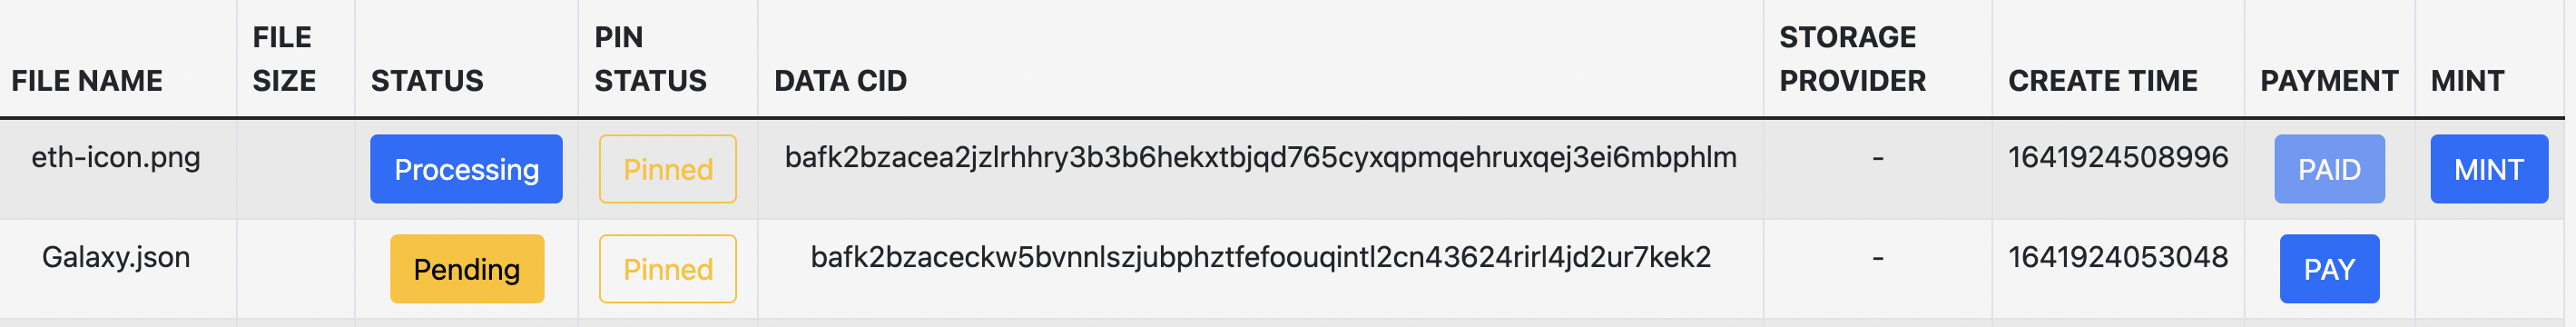 FILE NAME FILE SIZE STATUS PIN STATUS DATA CID STORAGE PROVIDER CREATE TIME PAYMENT MINT
eth-icon.png Processing Pinned bafk2bzacea2jzlrhhry3b3b6hekxtbjqd765cyxqpmqehruxqej3ei6mbphlm - 1641924508996 PAID MINT
Galaxy.json Pending Pinned bafk2bzaceckw5bvnnlszjubphztfefoouqintl2cn43624rirl4jd2ur7kek2 - 1641924053048 PAY